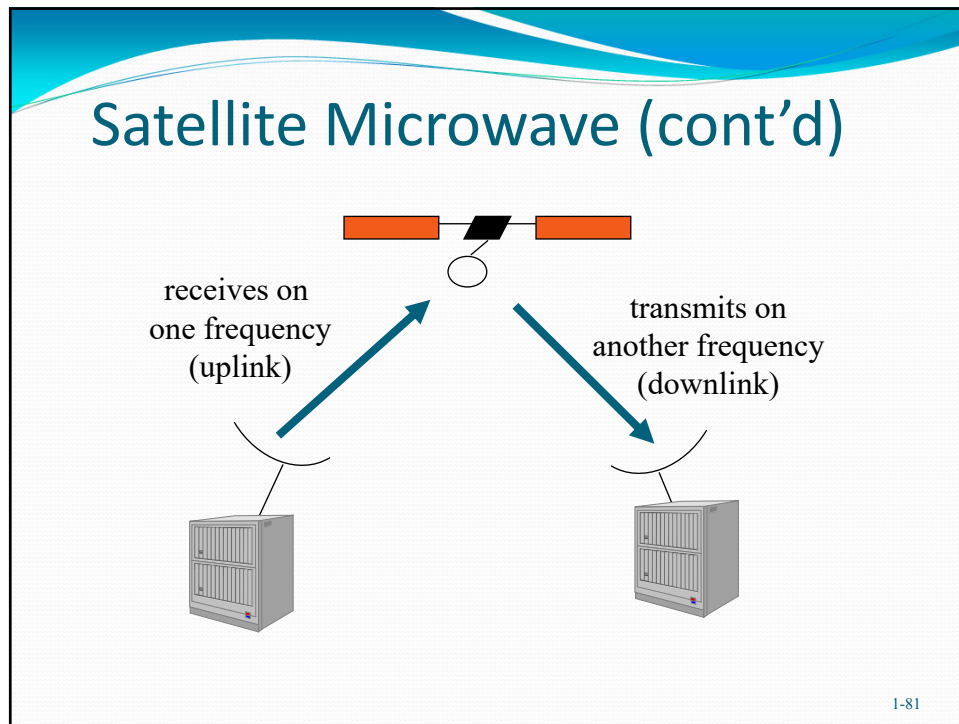 Satellite Microwave (cont’d)
receives on
one frequency
(uplink)
transmits on
another frequency
(downlink)
1-81